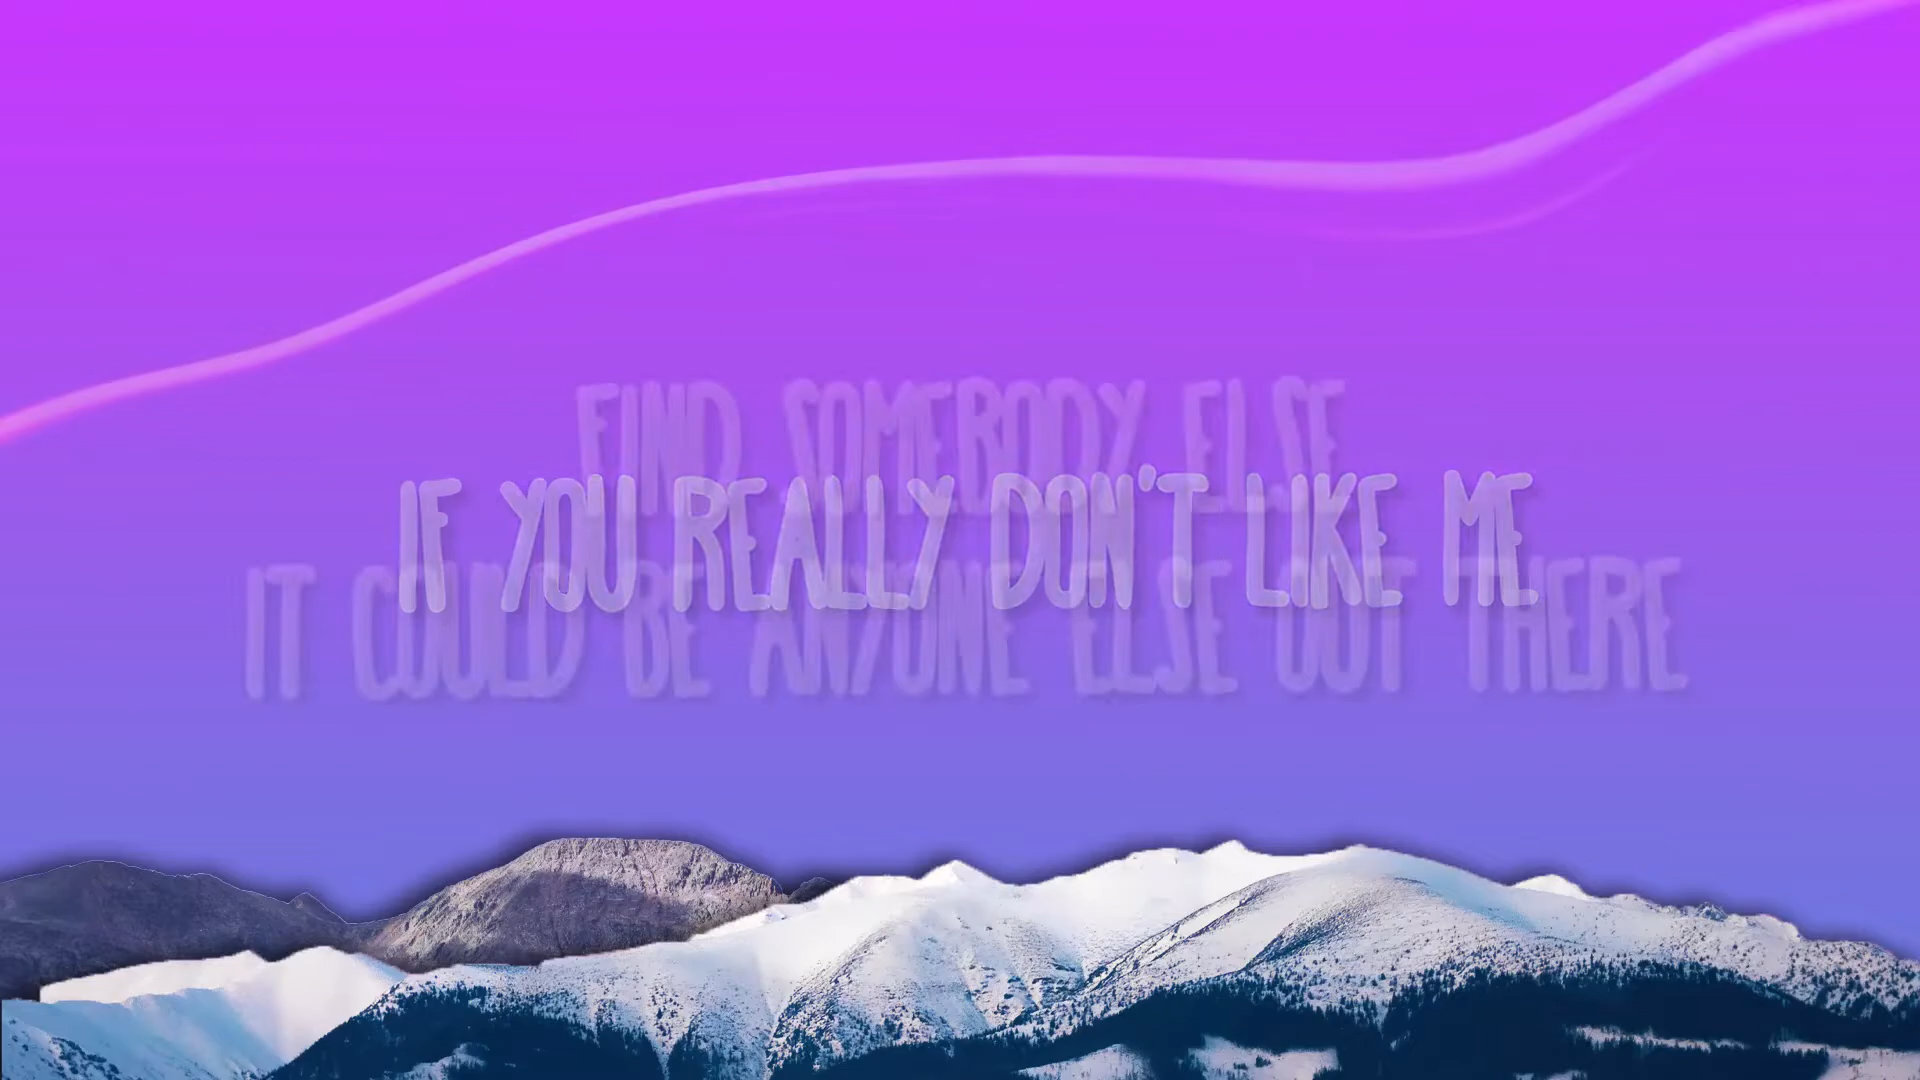 FIND SOMEBODY ELSE
IF YOU REALLY DON'T LIKE ME
IT COULD BE ANYONE ELSE OUT THERE